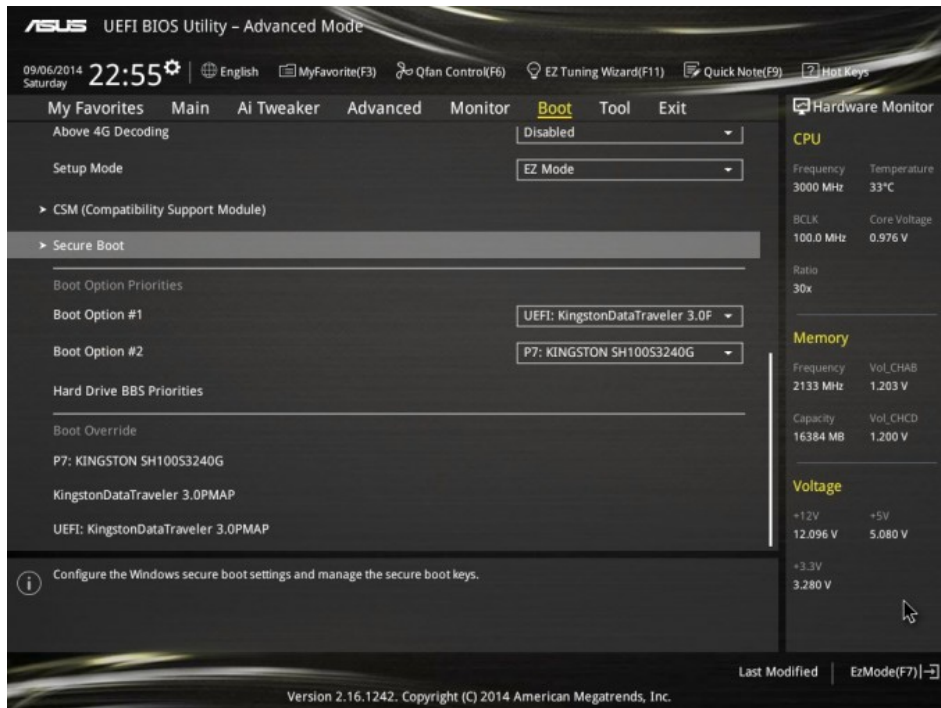 ASUS UEFI BIOS Utility – Advanced Mode
09/06/2014 Saturday 22:55 English MyFavorite(F3) Qfan Control(F6) EZ Tuning Wizard(F11) Quick Note(F9) ? Hot Keys
My Favorites Main Ai Tweaker Advanced Monitor Boot Tool Exit
Above 4G Decoding Disabled
Setup Mode EZ Mode
> CSM (Compatibility Support Module)
> Secure Boot
Boot Option Priorities
Boot Option #1 UEFI: KingstonDataTraveler 3.0P
Boot Option #2 P7: KINGSTON SH100S3240G
Hard Drive BBS Priorities
Boot Override
P7: KINGSTON SH100S3240G
KingstonDataTraveler 3.0PMAP
UEFI: KingstonDataTraveler 3.0PMAP
i Configure the Windows secure boot settings and manage the secure boot keys.
Hardware Monitor
CPU
Frequency Temperature
3000 MHz 33°C
BCLK Core Voltage
100.0 MHz 0.976 V
Ratio
30x
Memory
Frequency Vol_CHAB
2133 MHz 1.203 V
Capacity Vol_CHCD
16384 MB 1.200 V
Voltage
+12V +5V
12.096 V 5.080 V
+3.3V
3.280 V
Last Modified EzMode(F7)
Version 2.16.1242. Copyright (C) 2014 American Megatrends, Inc.